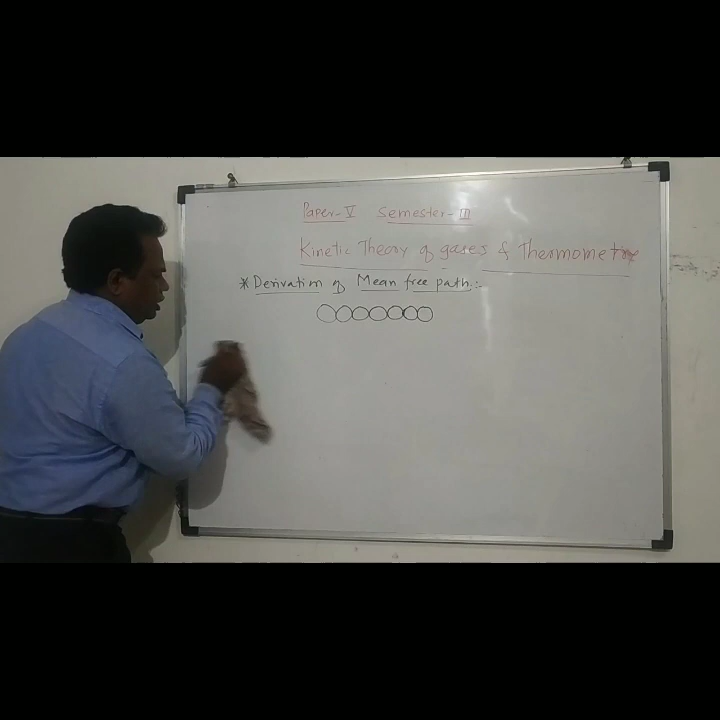 Paper-V Semester-III
Kinetic Theory of gases & Thermometry
* Derivation of Mean free path:-